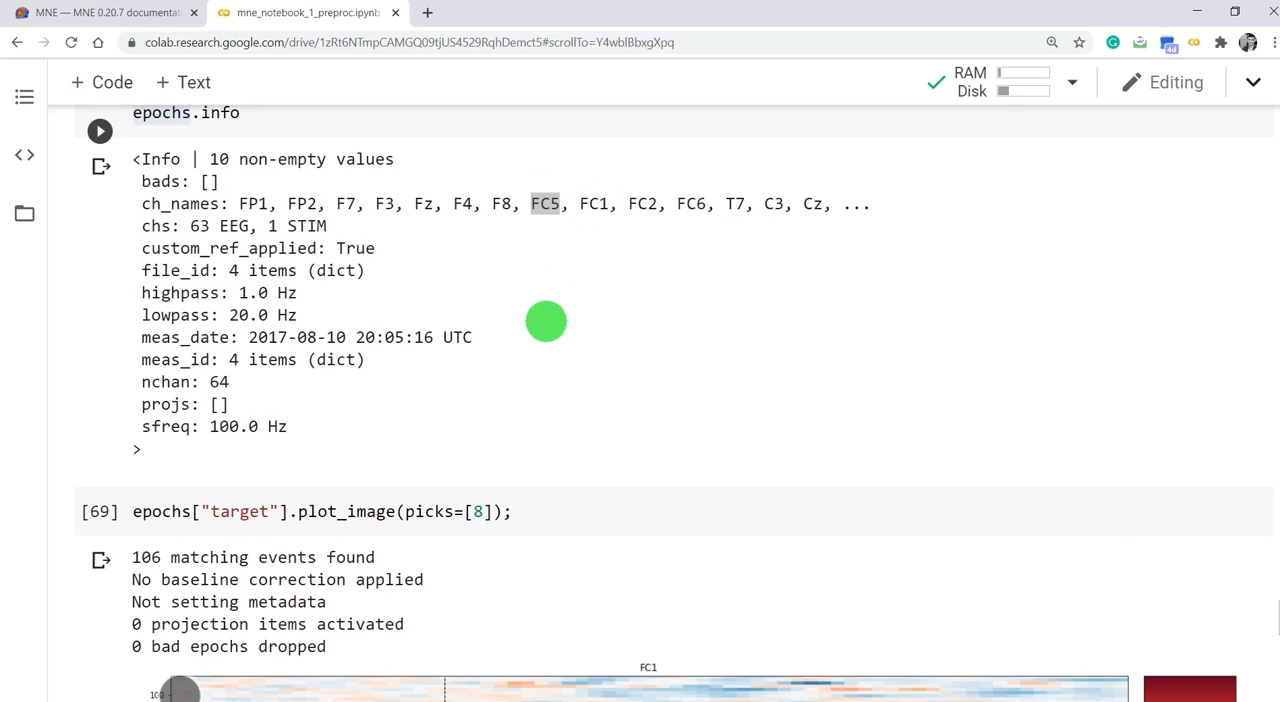 MNE — MNE 0.20.7 documentati
mne_notebook_1_preproc.ipynb
colab.research.google.com/drive/1zRt6NTmpCAMGQ09tjUS4529RqhDemct5#scrollTo=Y4wblBbxgXpq
4d
+ Code + Text
RAM
Disk
Editing
epochs.info
<Info | 10 non-empty values
bads: []
ch_names: FP1, FP2, F7, F3, Fz, F4, F8, FC5, FC1, FC2, FC6, T7, C3, Cz, ...
chs: 63 EEG, 1 STIM
custom_ref_applied: True
file_id: 4 items (dict)
highpass: 1.0 Hz
lowpass: 20.0 Hz
meas_date: 2017-08-10 20:05:16 UTC
meas_id: 4 items (dict)
nchan: 64
projs: []
sfreq: 100.0 Hz
>
[69] epochs["target"].plot_image(picks=[8]);
106 matching events found
No baseline correction applied
Not setting metadata
0 projection items activated
0 bad epochs dropped
FC1
100